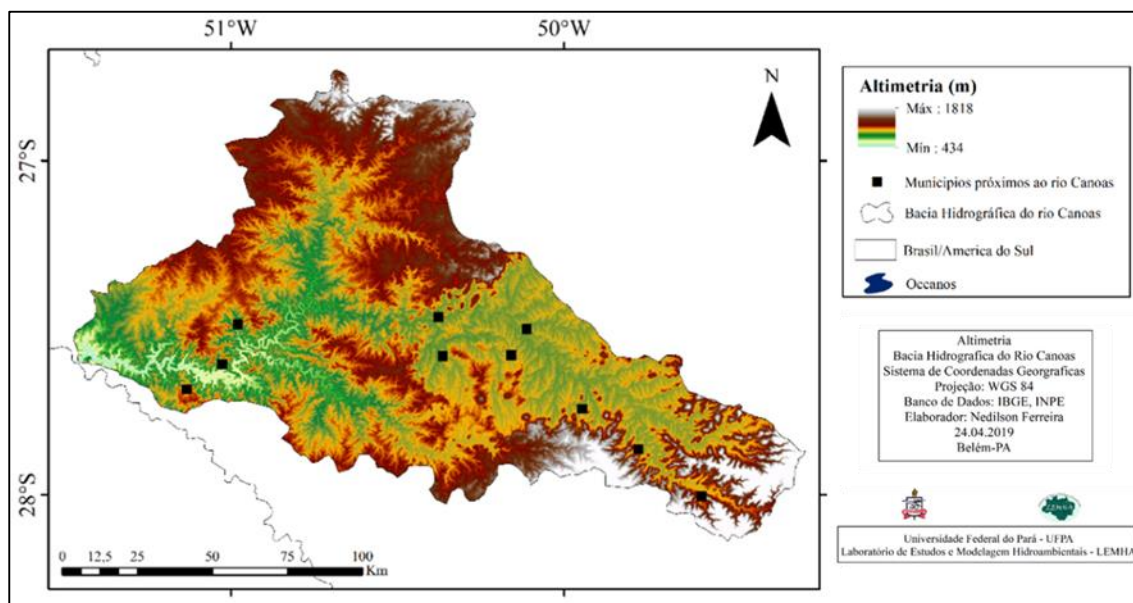 51°W
50°W
N
27°S
28°S
0 12,5 25 50 75 100
Km
Altimetria (m)
Máx : 1818
Mín : 434
Municipios próximos ao rio Canoas
Bacia Hidrográfica do rio Canoas
Brasil/America do Sul
Occanos
Altimetria
Bacia Hidrografica do Rio Canoas
Sistema de Coordenadas Georgraficas
Projeção: WGS 84
Banco de Dados: IBGE, INPE
Elaborador: Nedilson Ferreira
24.04.2019
Belém-PA
Universidade Federal do Pará - UFPA
Laboratório de Estudos e Modelagem Hidroambientais - LEMHA